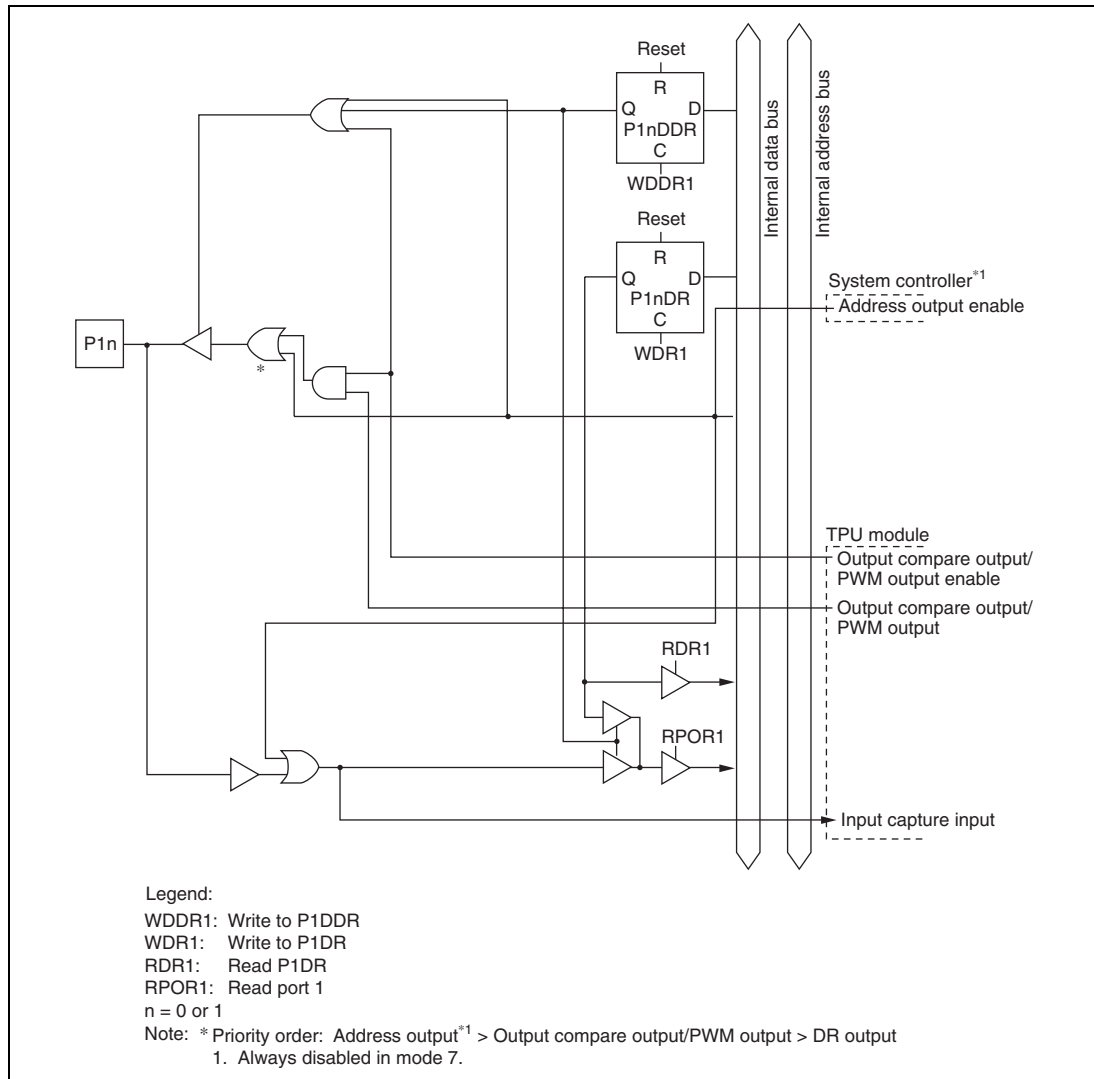 Reset
R
Q D
P1nDDR
C
WDDR1
Reset
R
Q D
P1nDR
C
WDR1
Internal data bus
Internal address bus
System controller*1
Address output enable
P1n
*
TPU module
Output compare output/
PWM output enable
Output compare output/
PWM output
RDR1
RPOR1
Input capture input
Legend:
WDDR1: Write to P1DDR
WDR1: Write to P1DR
RDR1: Read P1DR
RPOR1: Read port 1
n = 0 or 1
Note: * Priority order: Address output*1 > Output compare output/PWM output > DR output
1. Always disabled in mode 7.